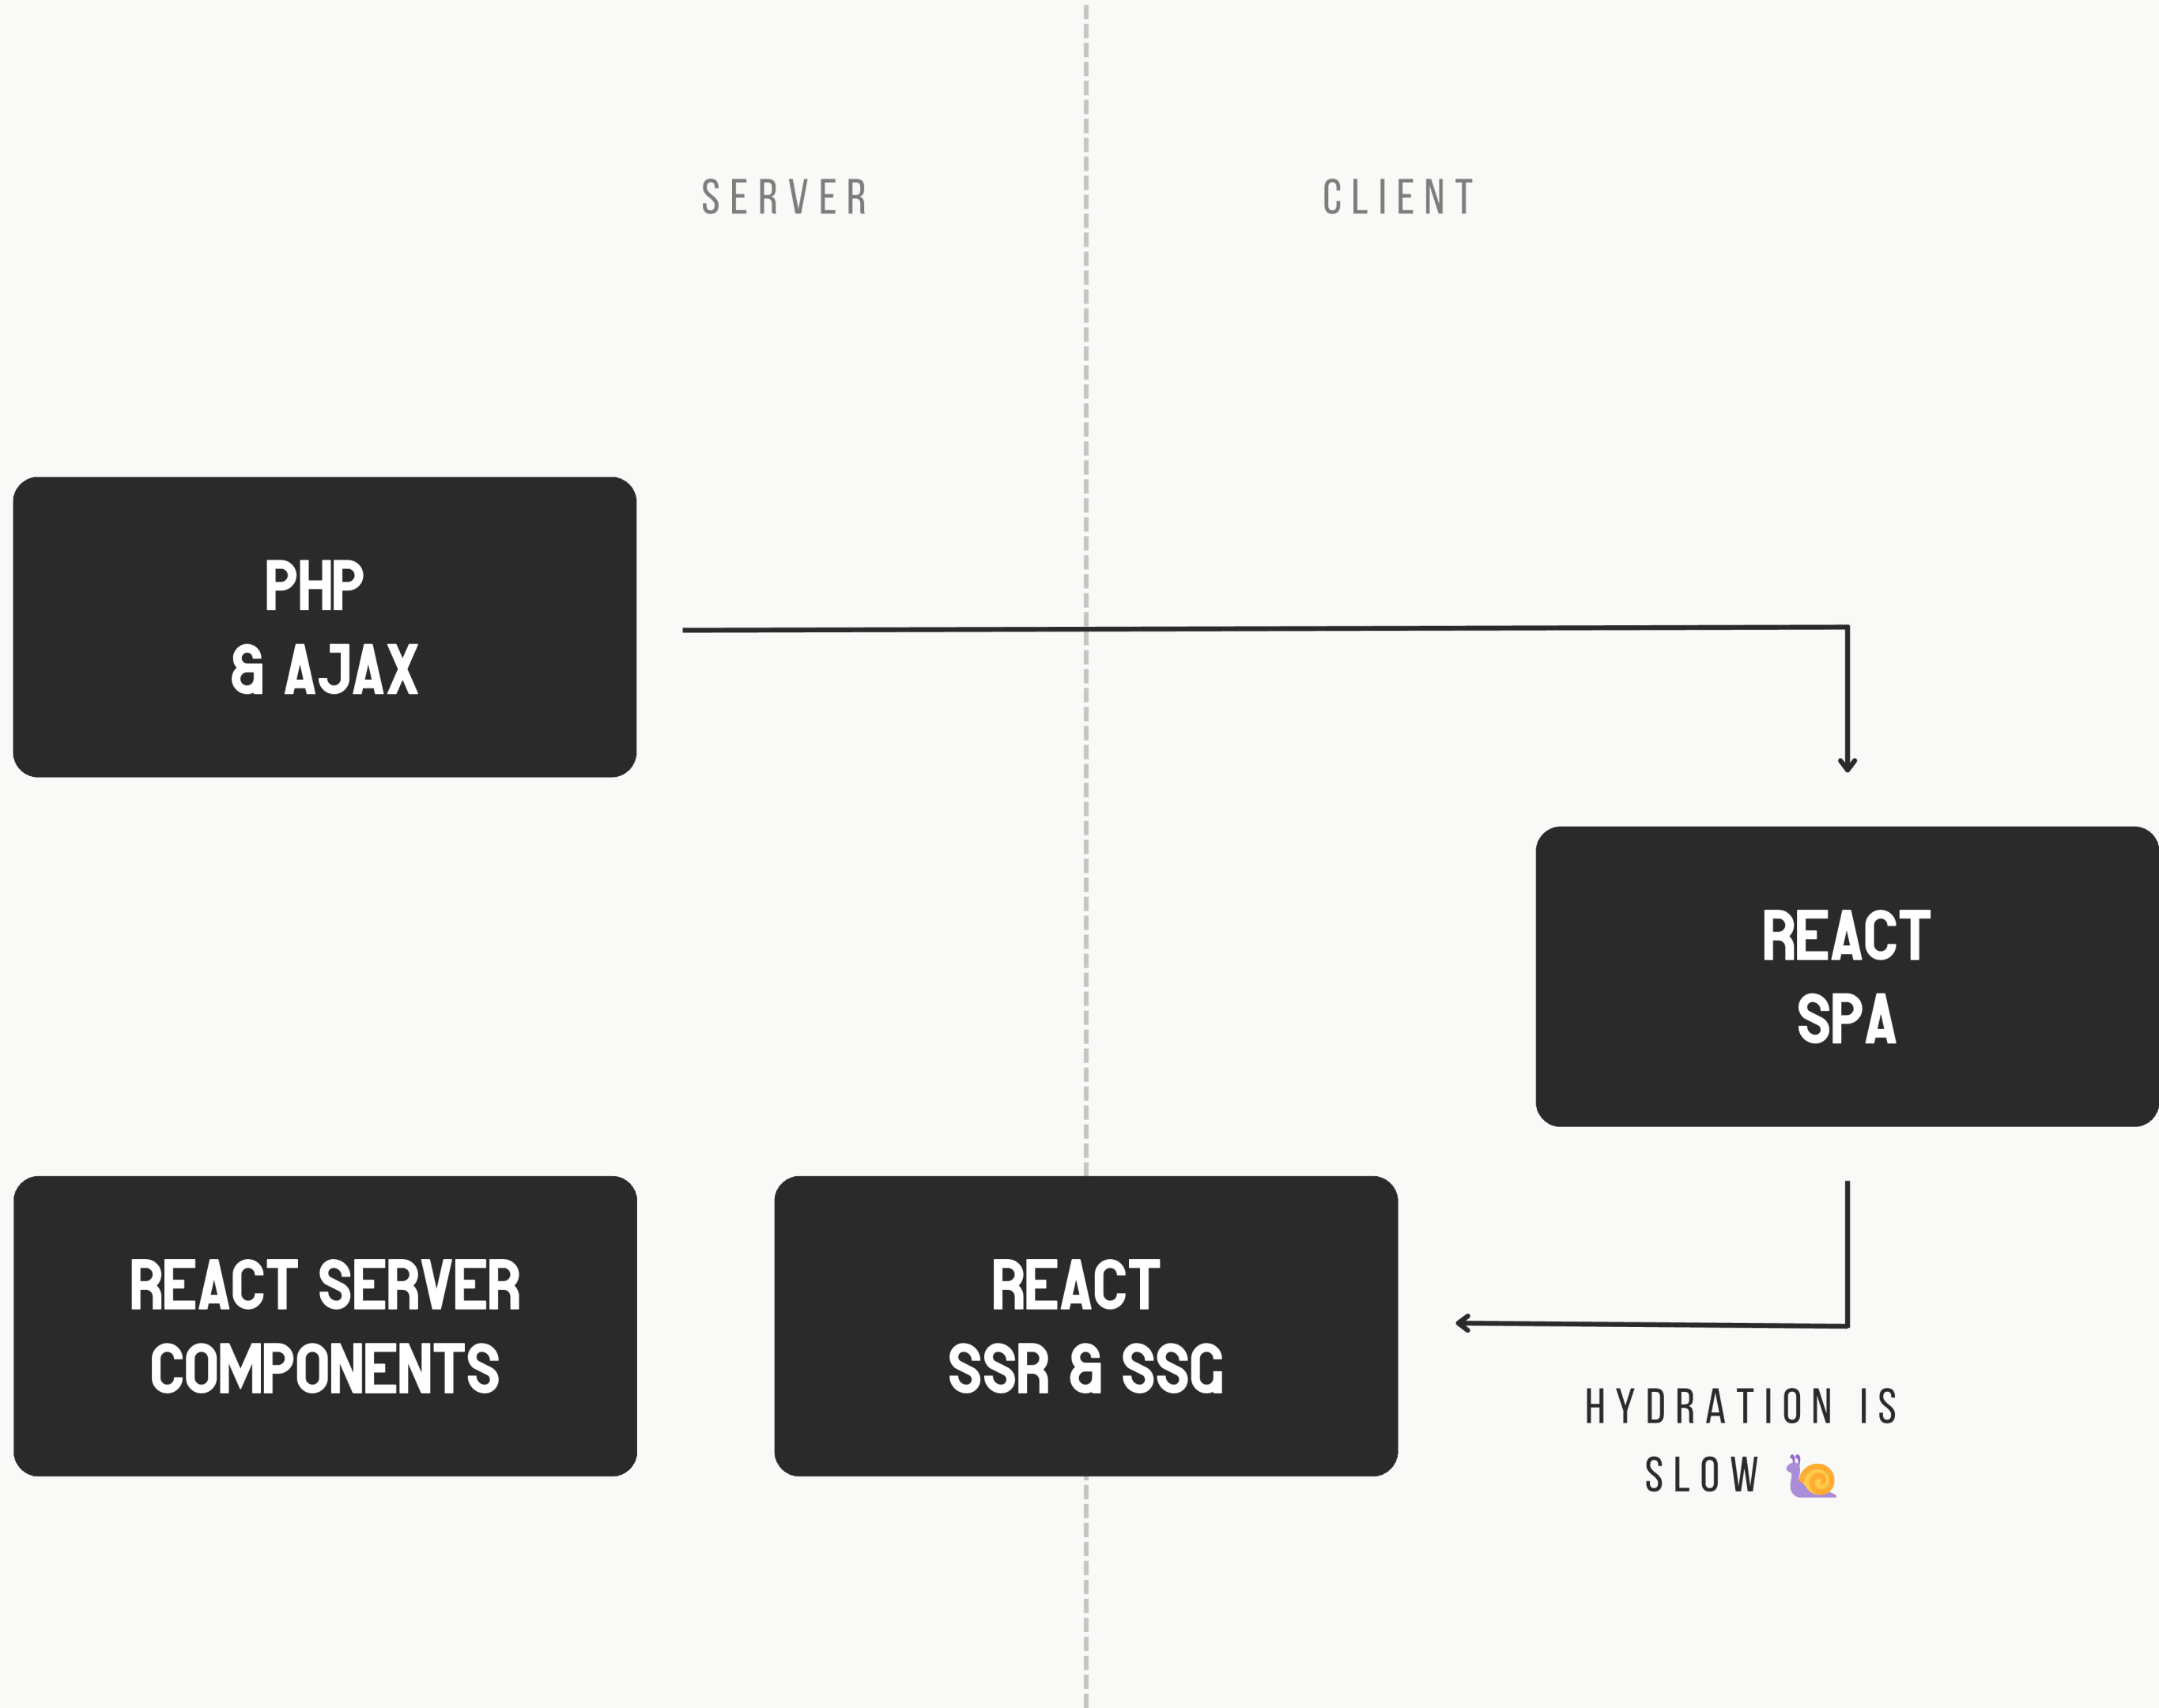 SERVER
CLIENT
PHP
& AJAX
REACT
SPA
REACT SERVER
COMPONENTS
REACT
SSR & SSG
HYDRATION IS
SLOW 🐌